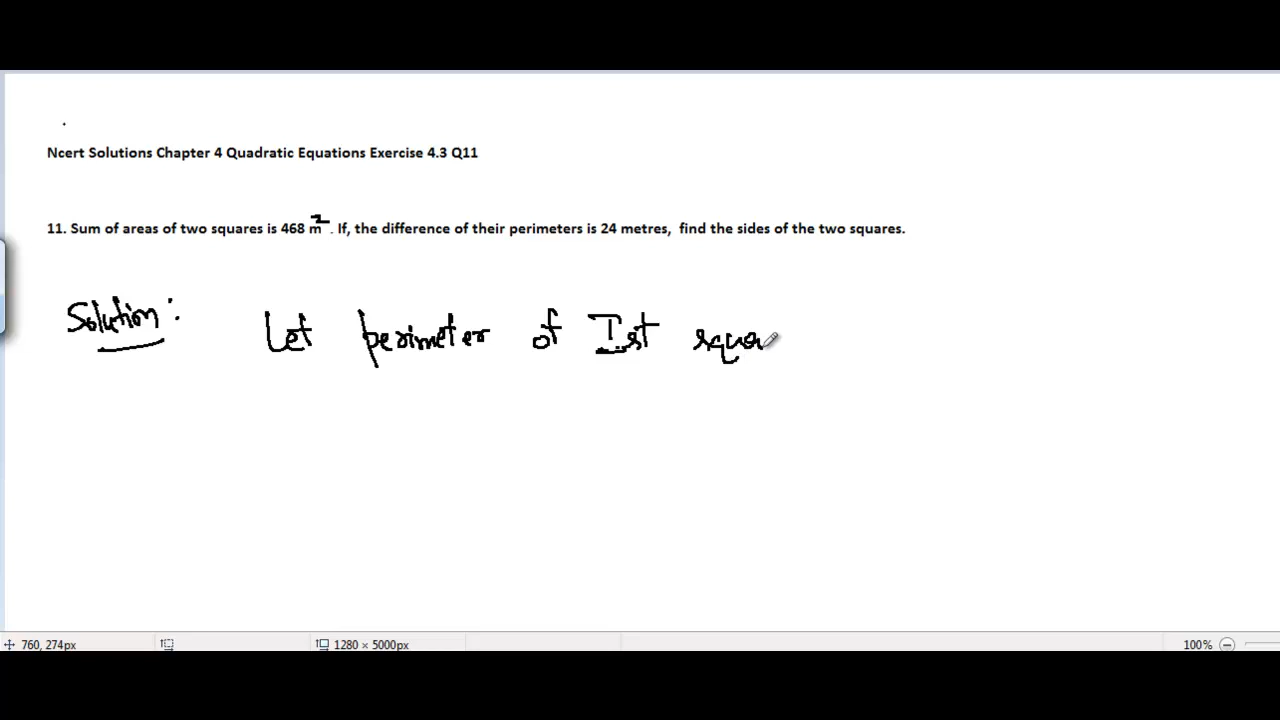 Ncert Solutions Chapter 4 Quadratic Equations Exercise 4.3 Q11
11. Sum of areas of two squares is 468 m². If, the difference of their perimeters is 24 metres, find the sides of the two squares.
Solution: Let perimeter of Ist squa
760, 274px 1280 × 5000px 100%